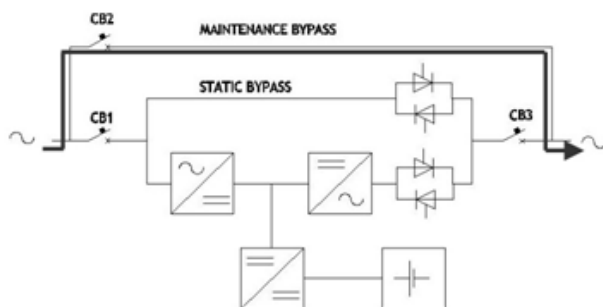 CB2
MAINTENANCE BYPASS
STATIC BYPASS
CB1
CB3